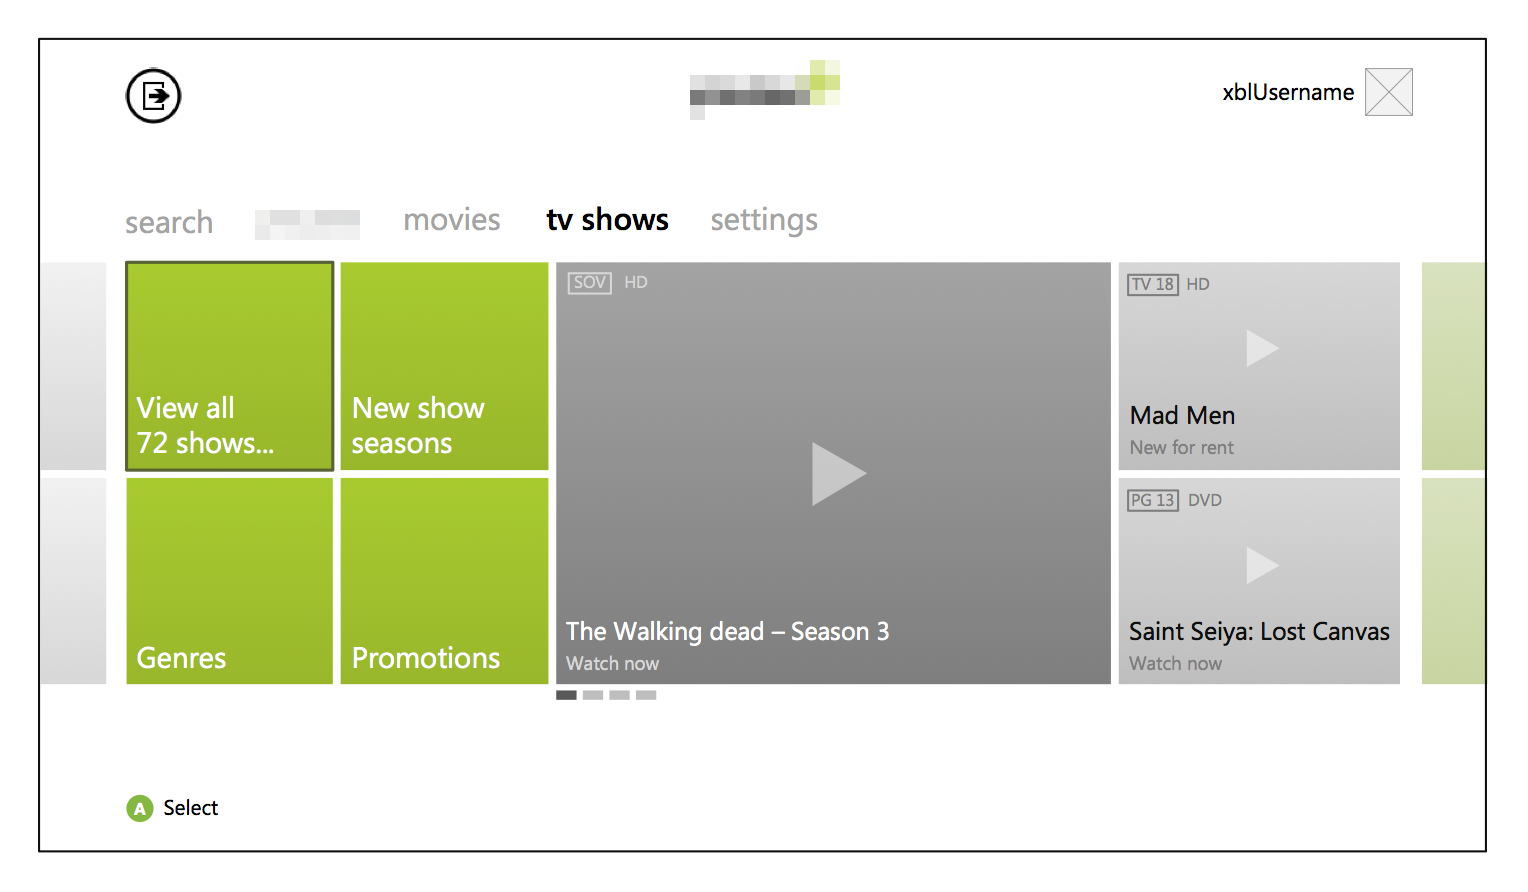 xblUsername
search
movies
tv shows
settings
View all
72 shows...
New show
seasons
Genres
Promotions
SOV HD
The Walking dead – Season 3
Watch now
TV 18 HD
Mad Men
New for rent
PG 13 DVD
Saint Seiya: Lost Canvas
Watch now
A Select